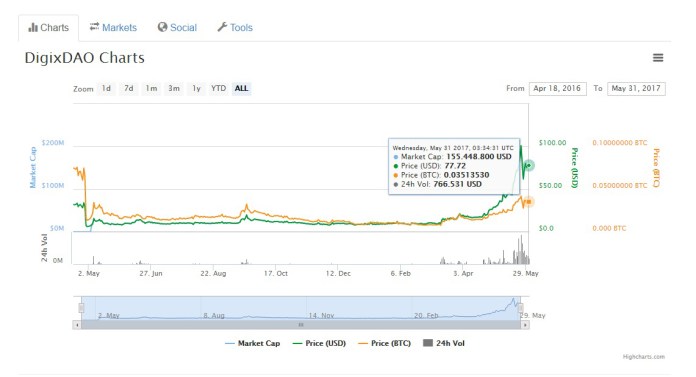 Charts Markets Social Tools
DigixDAO Charts
Zoom 1d 7d 1m 3m 1y YTD ALL From Apr 18, 2016 To May 31, 2017
Wednesday, May 31 2017, 03:34:31 UTC
Market Cap: 155.448.800 USD
Price (USD): 77.72
Price (BTC): 0.03513530
24h Vol: 766.531 USD
Market Cap
$200M
$100M
$0M
24h Vol
0M
$100.00
$50.00
$0.0
Price (USD)
0.10000000 BTC
0.05000000 BTC
0.000 BTC
Price (BTC)
2. May 27. Jun 22. Aug 17. Oct 12. Dec 6. Feb 3. Apr 29. May
2. May 8. Aug 14. Nov 20. Feb 29. May
Market Cap Price (USD) Price (BTC) 24h Vol
Highcharts.com